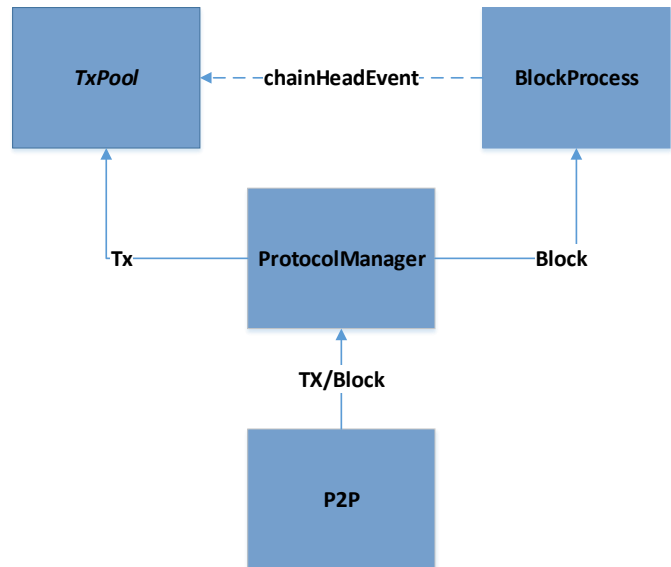 TxPool
chainHeadEvent
BlockProcess
Tx
ProtocolManager
Block
TX/Block
P2P